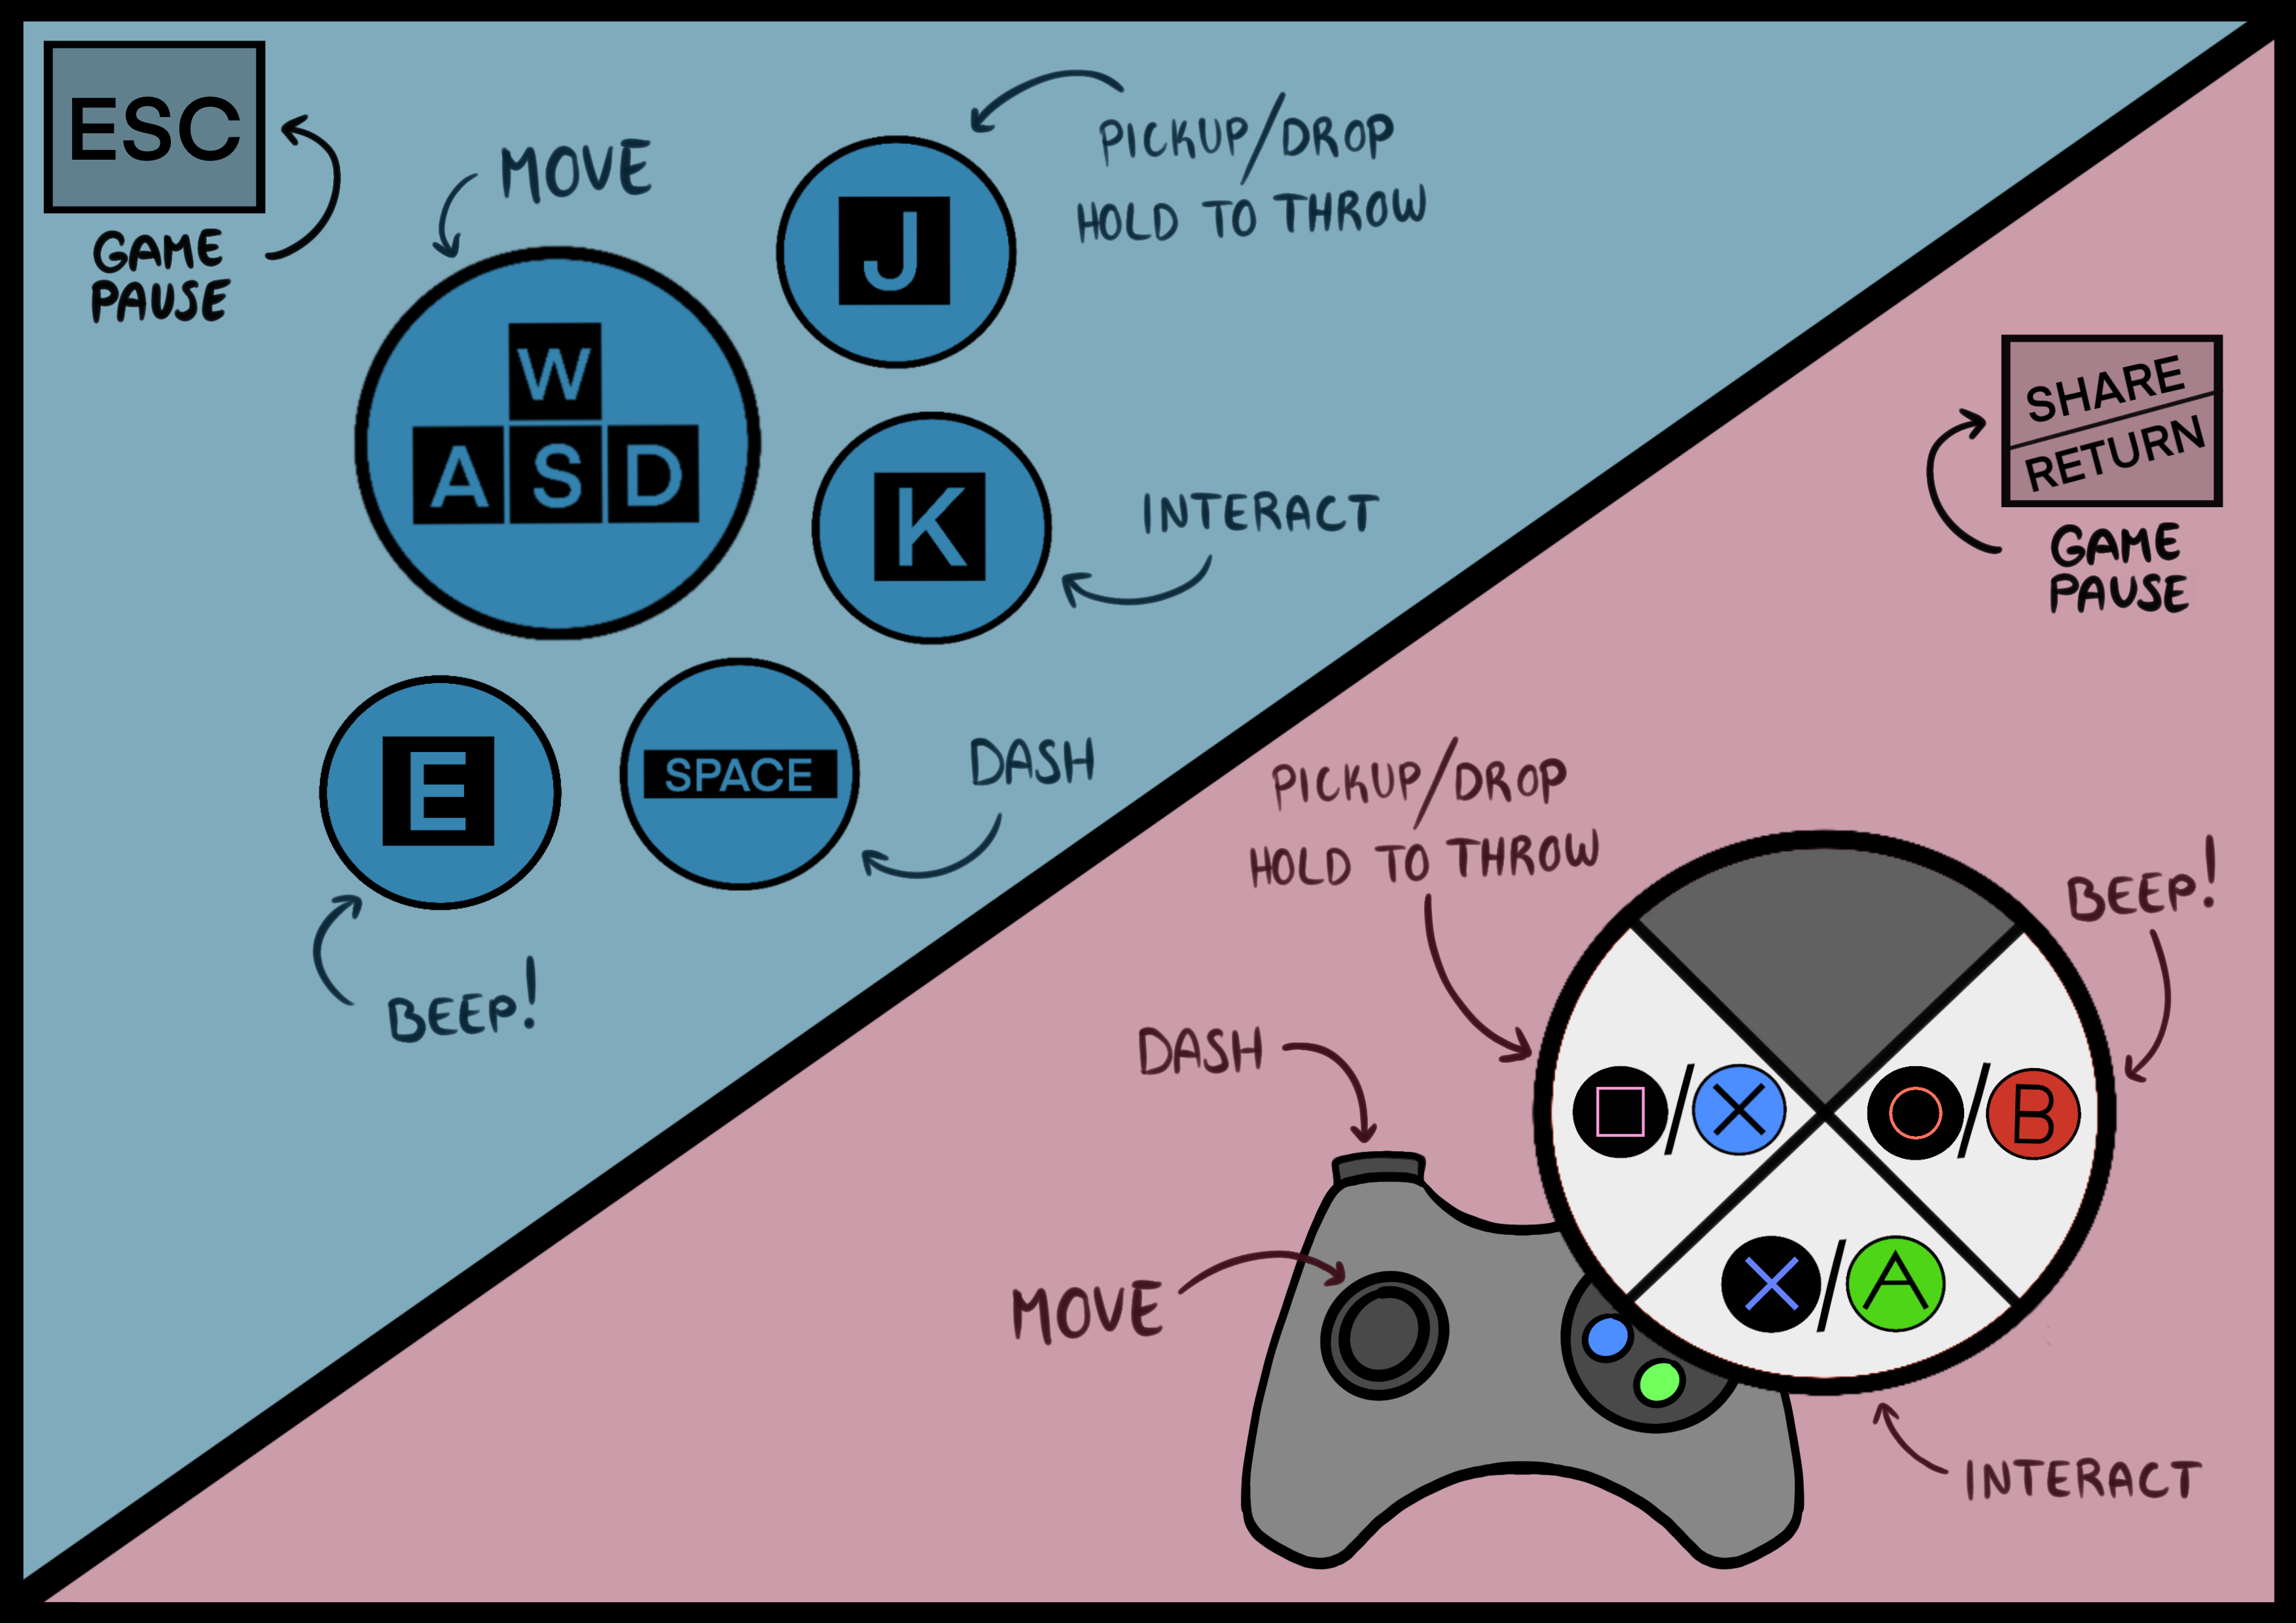 ESC
GAME
PAUSE
MOVE
W
A S D
J
PICKUP/DROP
HOLD TO THROW
K
INTERACT
E
BEEP!
SPACE
DASH
SHARE
RETURN
GAME
PAUSE
PICKUP/DROP
HOLD TO THROW
BEEP!
DASH
MOVE
□/X
○/B
X/A
INTERACT